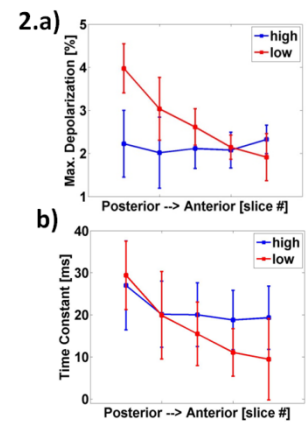 2.a)
5
high
low
4
3
2
1
Max. Depolarization [%]
Posterior --> Anterior [slice #]
b)
40
high
low
30
20
10
0
Time Constant [ms]
Posterior --> Anterior [slice #]